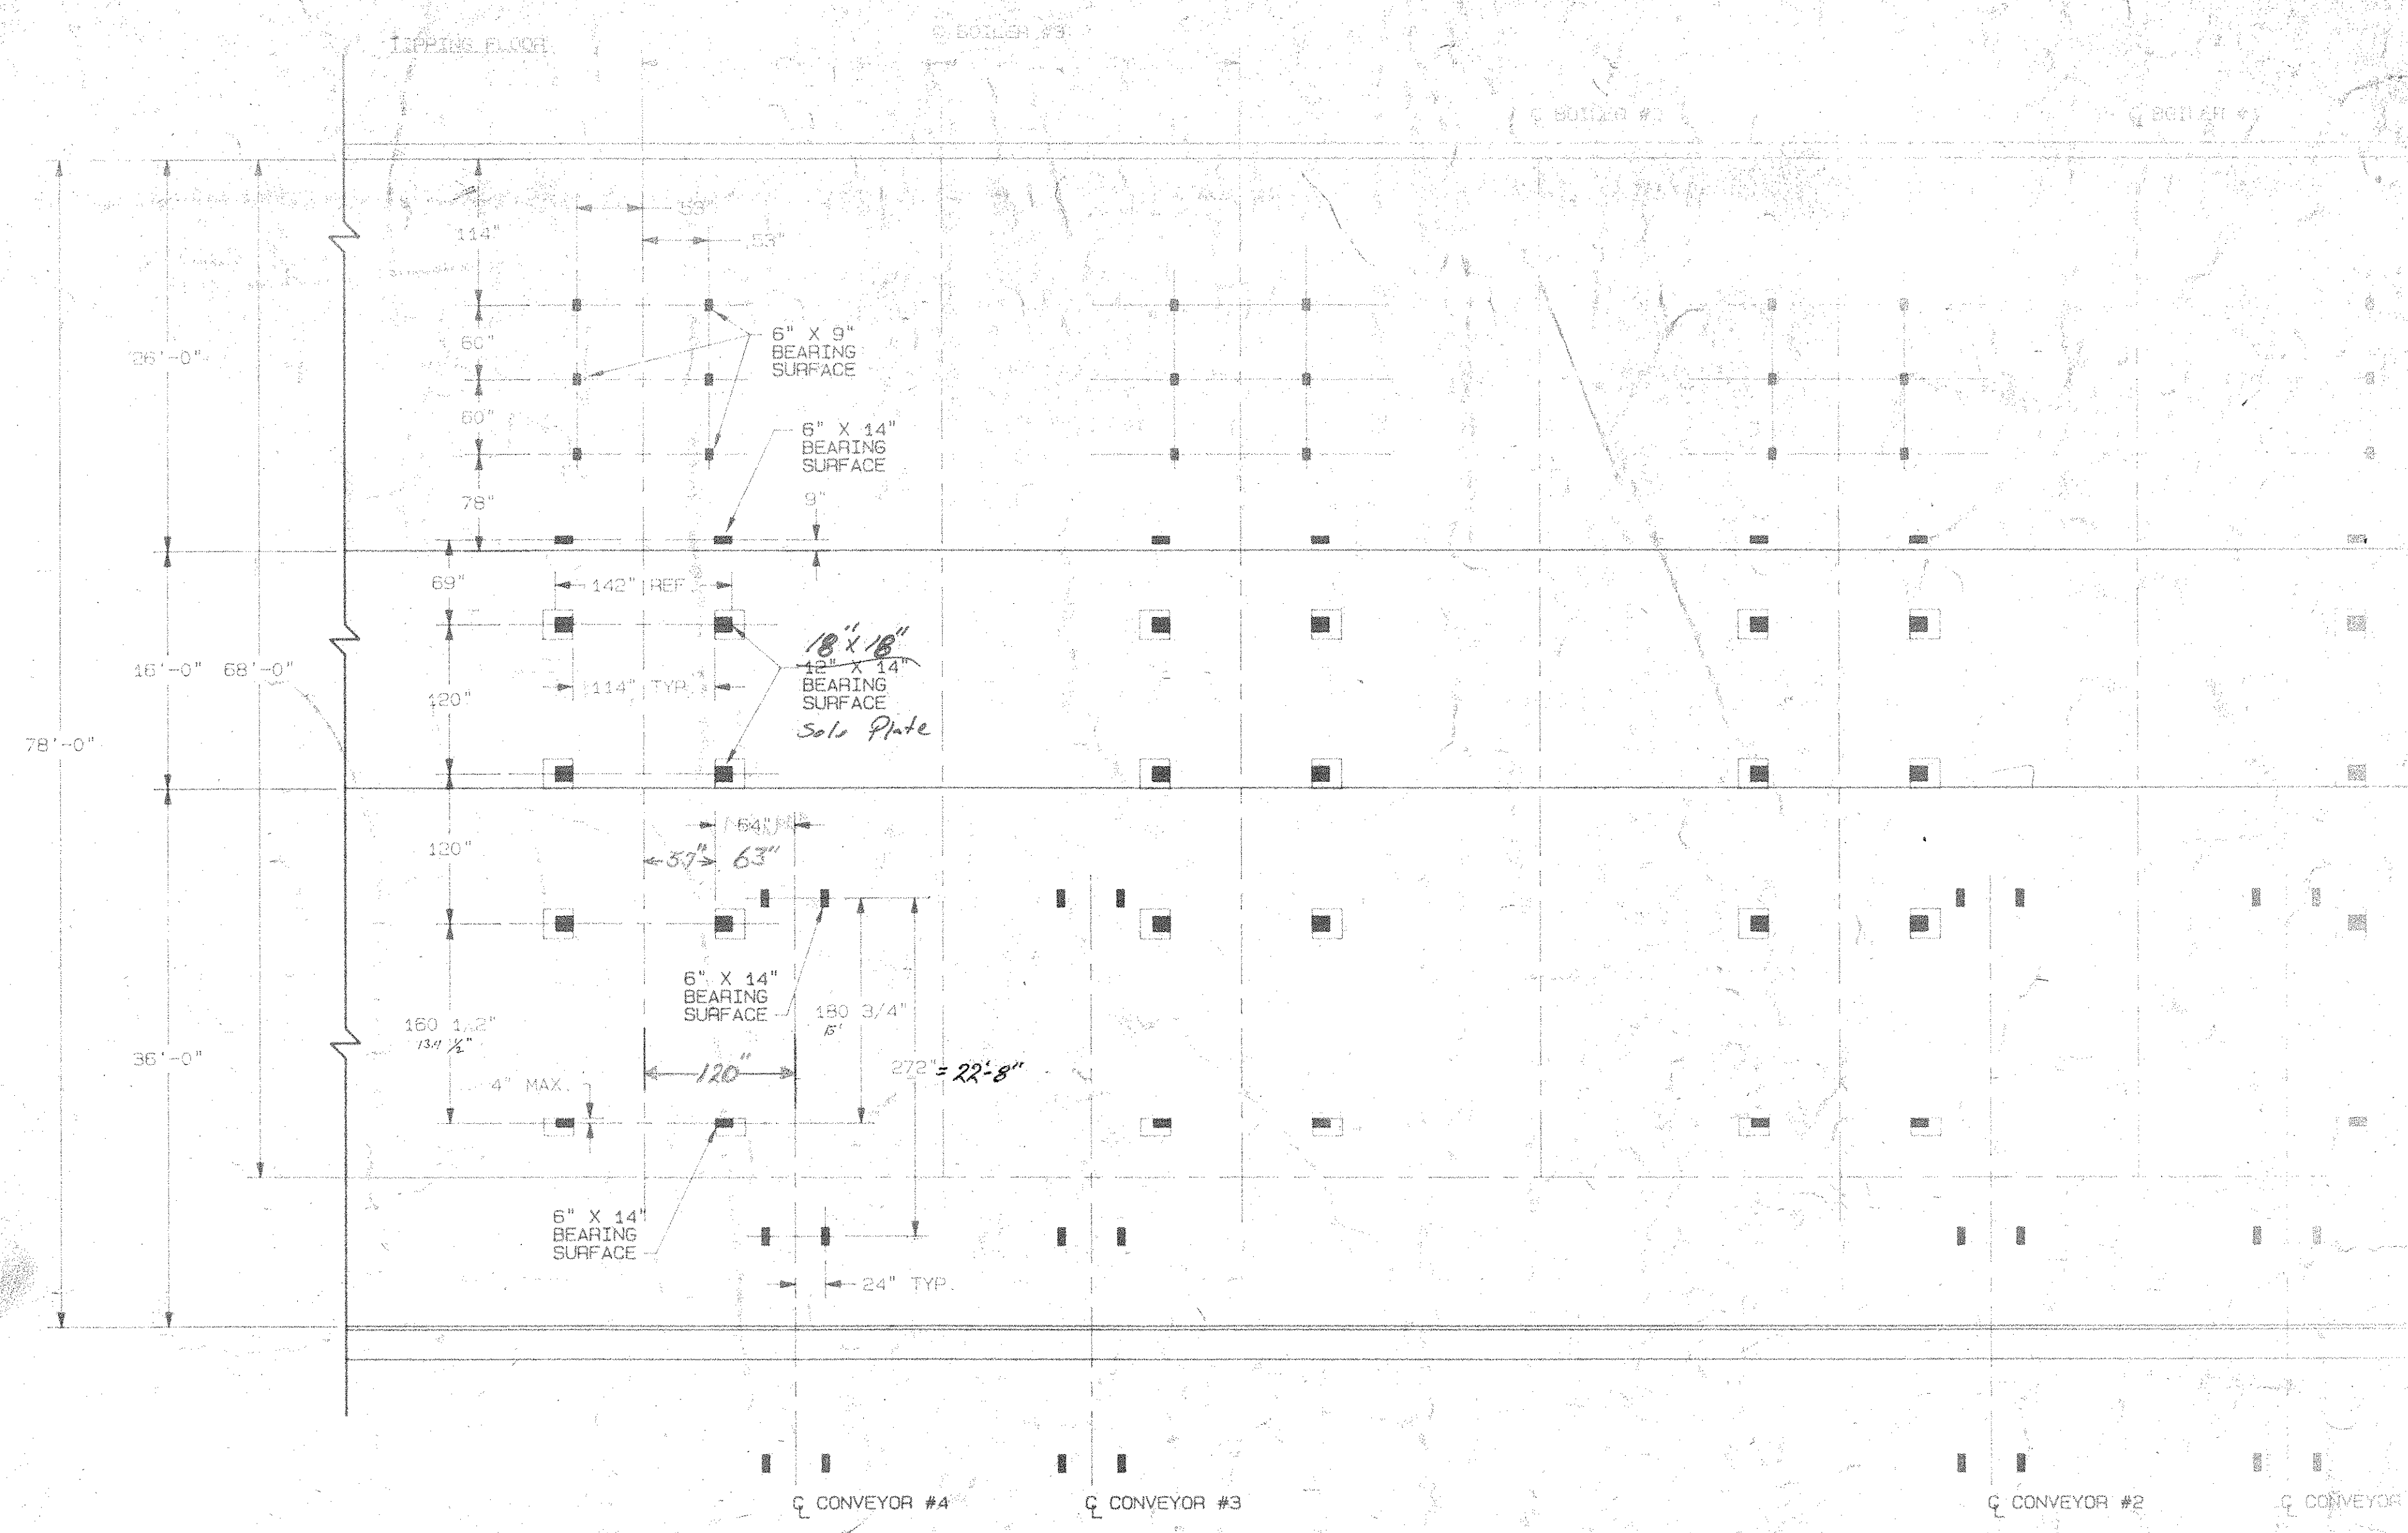 TIPPING FLOOR
℄ BOILER
℄ BOILER
℄ BOILER
53"
114"
53"
6" X 9"
BEARING
SURFACE
60"
26'-0"
60"
6" X 14"
BEARING
SURFACE
78"
9"
69"
142" REF.
18" X 18"
12" X 14"
BEARING
SURFACE
Sole Plate
16'-0"
68'-0"
114" TYP.
120"
78'-0"
64"
57"
63"
120"
6" X 14"
BEARING
SURFACE
180 3/4"
15'
160 1/2"
13'4 1/2"
36'-0"
120"
272" = 22'-8"
4" MAX.
6" X 14"
BEARING
SURFACE
24" TYP.
℄ CONVEYOR #4
℄ CONVEYOR #3
℄ CONVEYOR #2
℄ CONVEYOR